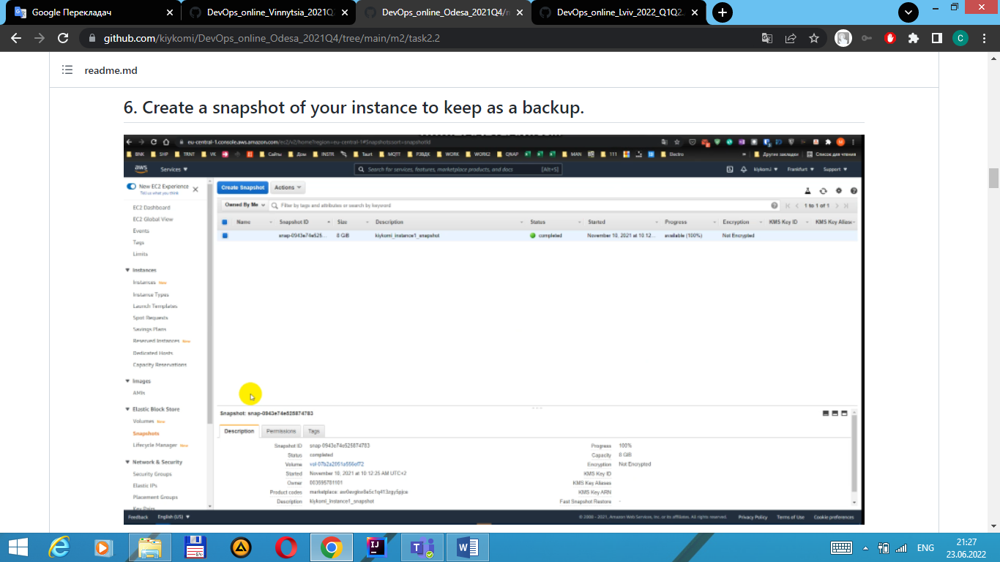 Google Перекладач
DevOps_online_Vinnytsia_2021Q
DevOps_online_Odesa_2021Q4/m
DevOps_online_Lviv_2022_Q1Q2
github.com/kiykomi/DevOps_online_Odesa_2021Q4/tree/main/m2/task2.2
C
readme.md
6. Create a snapshot of your instance to keep as a backup.
eu-central-1.console.aws.amazon.com/ec2/v2/home?region=eu-central-1#Snapshots:sort=snapshotId
BNK SHP TRNT VK Сайты Дом INSTR Taurt MQTT РЗВДК WORK WORK2 QNAP MAN 111 Electro » Другие закладки Список для чтения
aws Services Search for services, features, marketplace products, and docs [Alt+S] kiykomi Frankfurt Support
New EC2 Experience
Tell us what you think
Create Snapshot Actions
Owned By Me Filter by tags and attributes or search by keyword 1 to 1 of 1
Name Snapshot ID Size Description Status Started Progress Encryption KMS Key ID KMS Key Aliase
snap-0943e74e525... 8 GiB kiykomi_instance1_snapshot completed November 10, 2021 at 10:12... available (100%) Not Encrypted
EC2 Dashboard
EC2 Global View
Events
Tags
Limits
Instances
Instances New
Instance Types
Launch Templates
Spot Requests
Savings Plans
Reserved Instances New
Dedicated Hosts
Capacity Reservations
Images
AMIs
Elastic Block Store
Volumes New
Snapshots
Lifecycle Manager New
Network & Security
Security Groups
Elastic IPs
Placement Groups
Key Pairs
Snapshot: snap-0943e74e525874783
Description Permissions Tags
Snapshot ID snap-0943e74e525874783
Status completed
Volume vol-07b2a2051a556ef72
Started November 10, 2021 at 10:12:25 AM UTC+2
Owner 003595781101
Product codes marketplace: aw0evgkw8e5c1q413zgy5pjce
Description kiykomi_instance1_snapshot
Progress 100%
Capacity 8 GiB
Encryption Not Encrypted
KMS Key ID
KMS Key Aliases
KMS Key ARN
Fast Snapshot Restore -
Feedback English (US) © 2008 - 2021, Amazon Web Services, Inc. or its affiliates. All rights reserved. Privacy Policy Terms of Use Cookie preferences
ENG
21:27
23.06.2022